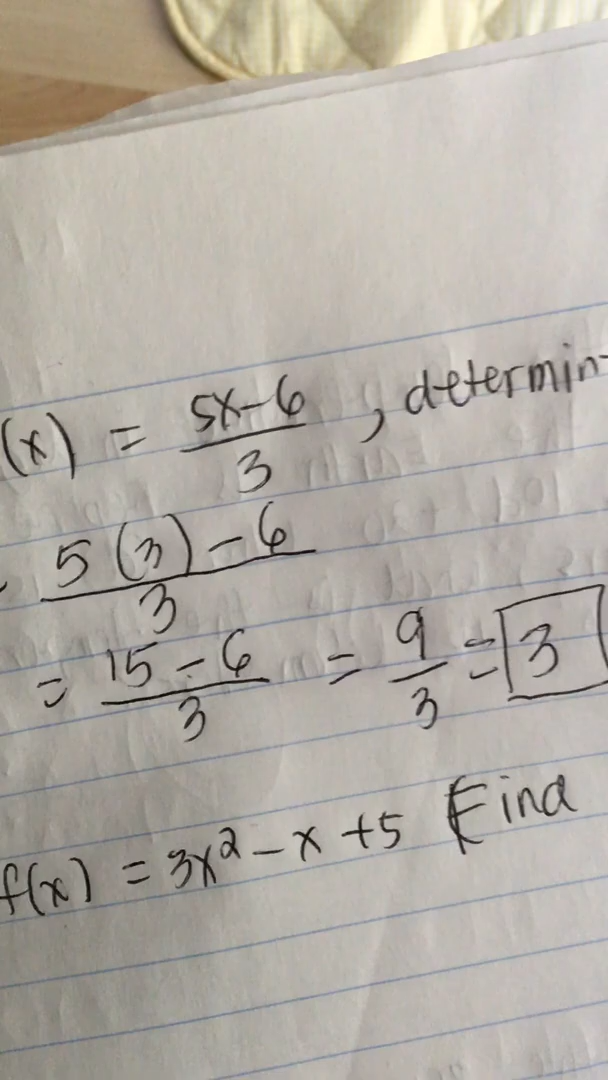 (x) = 5x-6/3, determin
5(3)-6/3
= 15-6/3 = 9/3 = 3
f(x) = 3x²-x+5 Find